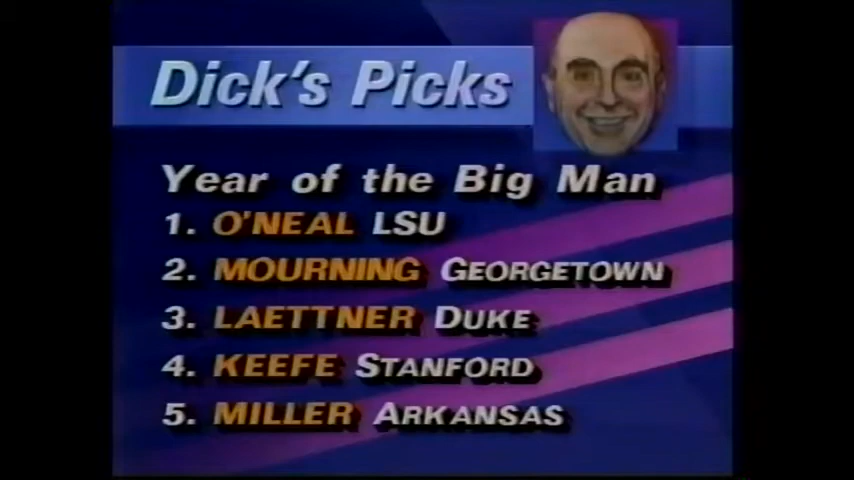 Dick's Picks
Year of the Big Man
1. O'NEAL LSU
2. MOURNING GEORGETOWN
3. LAETTNER DUKE
4. KEEFE STANFORD
5. MILLER ARKANSAS